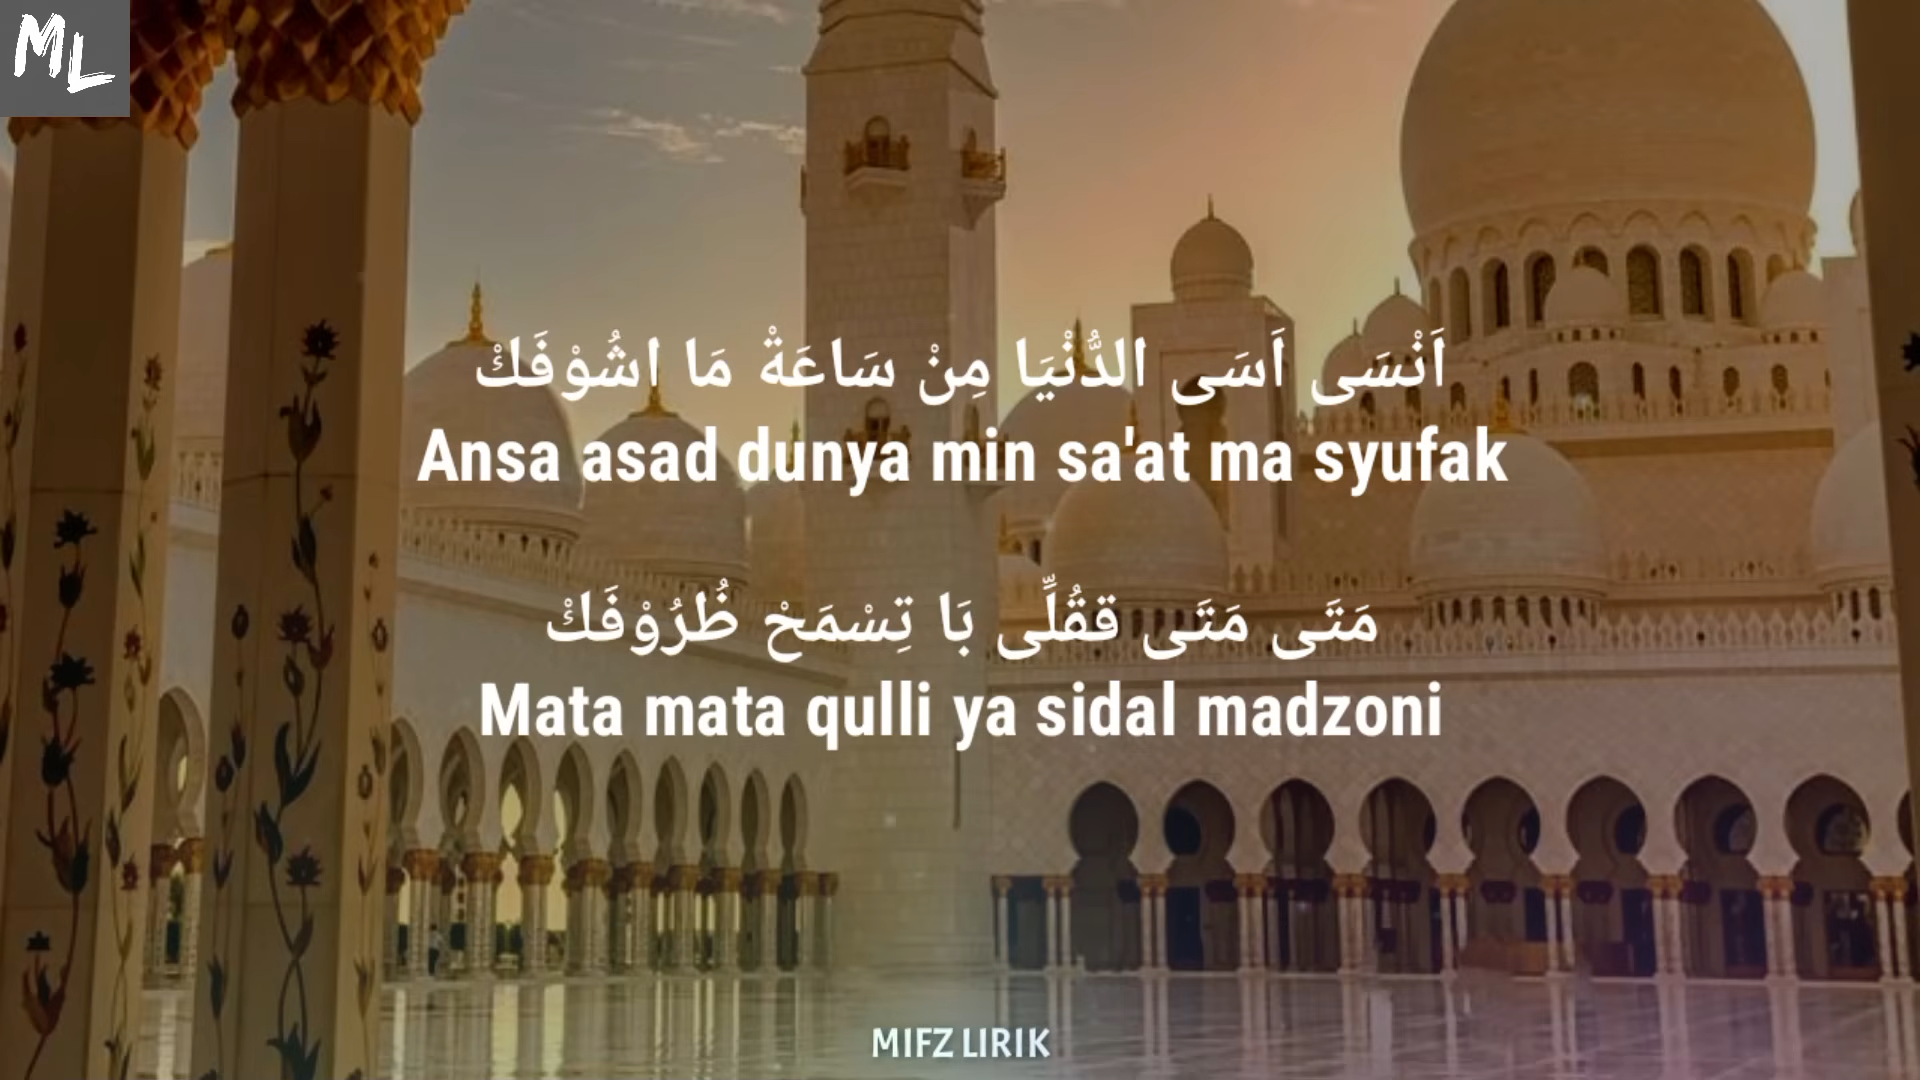 ML
اَنْسَى اَسَى الدُّنْيَا مِنْ سَاعَةْ مَا اشُوْفَكْ
Ansa asad dunya min sa'at ma syufak
مَتَى مَتَى ققُلِّى بَا تِسْمَحْ ظُرُوْفَكْ
Mata mata qulli ya sidal madzoni
MIFZ LIRIK